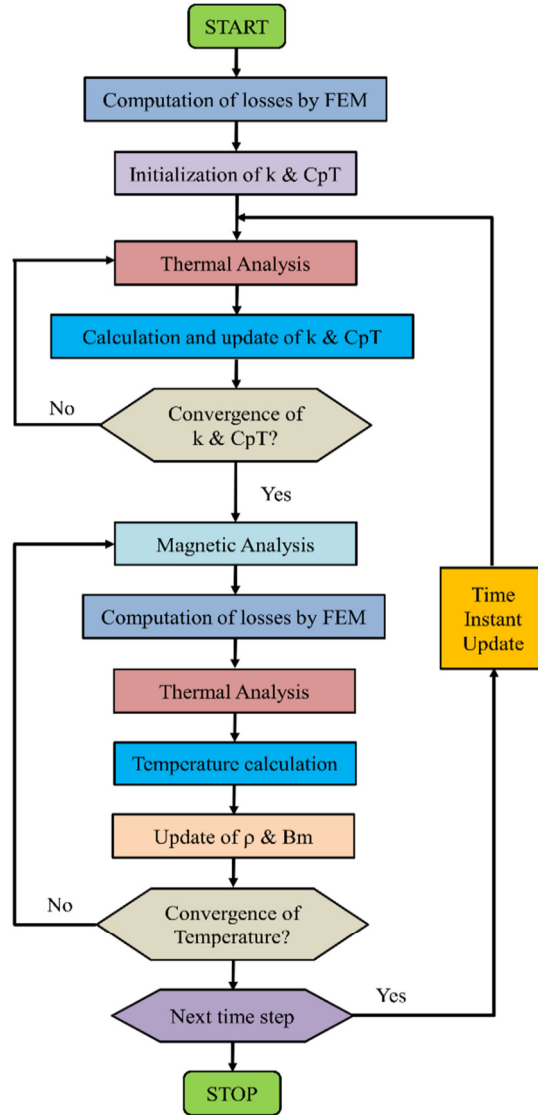 START
Computation of losses by FEM
Initialization of k & CpT
Thermal Analysis
Calculation and update of k & CpT
No
Convergence of
k & CpT?
Yes
Magnetic Analysis
Time
Instant
Update
Computation of losses by FEM
Thermal Analysis
Temperature calculation
Update of ρ & Bm
No
Convergence of
Temperature?
Yes
Next time step
STOP